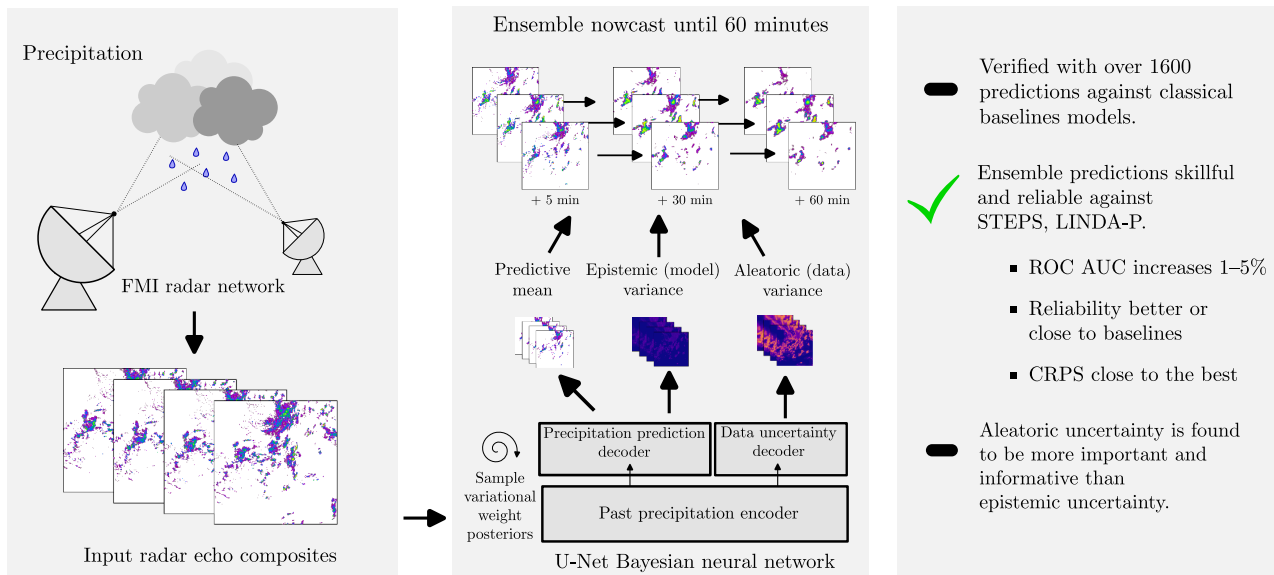 Precipitation
FMI radar network
Input radar echo composites
Ensemble nowcast until 60 minutes
+ 5 min
+ 30 min
+ 60 min
Predictive
mean
Epistemic (model)
variance
Aleatoric (data)
variance
Precipitation prediction
decoder
Data uncertainty
decoder
Sample
variational
weight
posteriors
Past precipitation encoder
U-Net Bayesian neural network
Verified with over 1600
predictions against classical
baselines models.
Ensemble predictions skillful
and reliable against
STEPS, LINDA-P.
ROC AUC increases 1–5%
Reliability better or
close to baselines
CRPS close to the best
Aleatoric uncertainty is found
to be more important and
informative than
epistemic uncertainty.